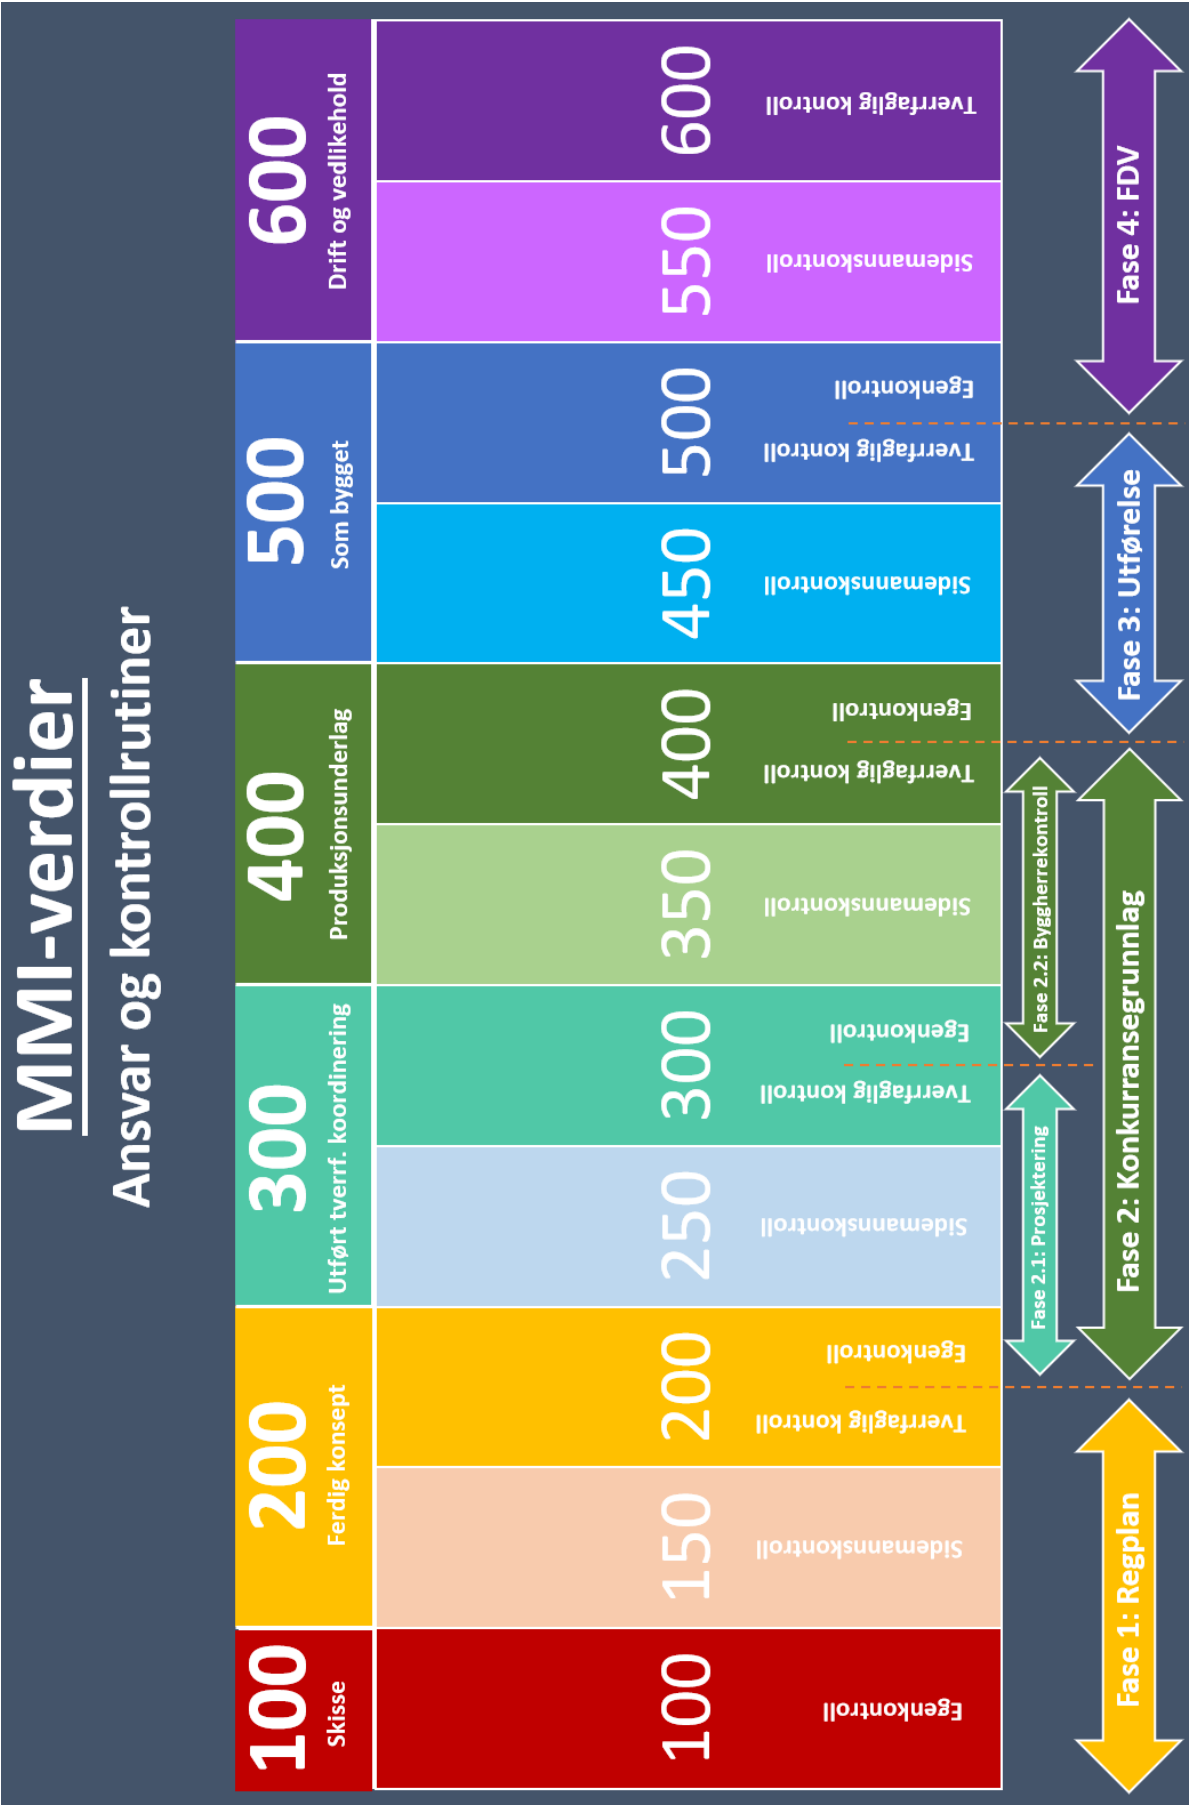 MMI-verdier
Ansvar og kontrollrutiner
100
Skisse
200
Ferdig konsept
300
Utført tverrf. koordinering
400
Produksjonsunderlag
500
Som bygget
600
Drift og vedlikehold
100
150
200
250
300
350
400
450
500
550
600
Egenkontroll
Sidemannskontroll
Tverrfaglig kontroll
Egenkontroll
Sidemannskontroll
Tverrfaglig kontroll
Egenkontroll
Sidemannskontroll
Tverrfaglig kontroll
Egenkontroll
Sidemannskontroll
Tverrfaglig kontroll
Egenkontroll
Sidemannskontroll
Tverrfaglig kontroll
Fase 2.1: Prosjektering
Fase 2.2: Byggherrekontroll
Fase 1: Regplan
Fase 2: Konkurransegrunnlag
Fase 3: Utførelse
Fase 4: FDV